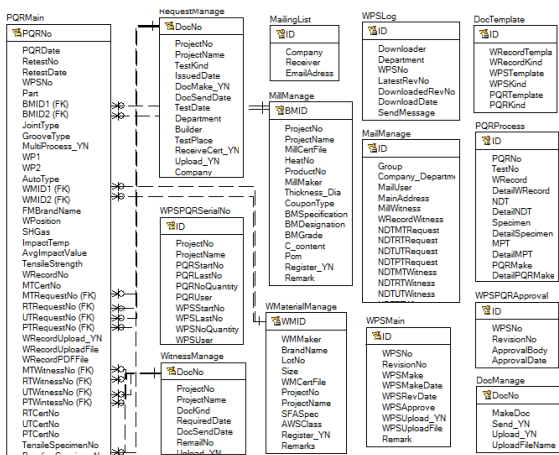 PQRMain
PQRNo
PQRDate
RetestNo
RetestDate
WPSNo
Part
BMID1 (FK)
BMID2 (FK)
JointType
GrooveType
MultiProcess_YN
WP1
WP2
AutoType
WMID1 (FK)
WMID2 (FK)
FMBrandName
WPosition
SHGas
ImpactTemp
AvgImpactValue
TensileStrength
WRecordNo
MTCertNo
MTRequestNo (FK)
RTRequestNo (FK)
UTRequestNo (FK)
PTRequestNo (FK)
WRecordUpload_YN
WRecordUploadFile
WRecordPDFFile
MTWitnessNo (FK)
RTWitnessNo (FK)
UTWitnessNo (FK)
PTWitnessNo (FK)
RTCertNo
UTCertNo
PTCertNo
TensileSpecimenNo
RequestManage
DocNo
ProjectNo
ProjectName
TestKind
IssuedDate
DocMake_YN
DocSendDate
TestDate
Department
Builder
TestPlace
ReceiveCert_YN
Upload_YN
Company
WPSPQRSerialNo
ID
ProjectNo
ProjectName
PQRStartNo
PQRLastNo
PQRNoQuantity
PQRUser
WPSStartNo
WPSLastNo
WPSNoQuantity
WPSUser
WitnessManage
DocNo
ProjectNo
ProjectName
DocKind
RequiredDate
DocSendDate
RemailNo
Upload_YN
MailingList
ID
Company
Receiver
EmailAdress
MillManage
BMID
ProjectNo
ProjectName
MillCertFile
HeatNo
ProductNo
MillMaker
Thickness_Dia
CouponType
BMSpecification
BMDesignation
BMGrade
C_content
Pcm
Register_YN
Remark
WMaterialManage
WMID
WMMaker
BrandName
LotNo
Size
WMCertFile
ProjectNo
ProjectName
SFASpec
AWSClass
Register_YN
Remarks
WPSLog
ID
Downloader
Department
WPSNo
LatestRevNo
DownloadedRevNo
DownloadDate
SendMessage
MailManage
ID
Group
Company_Departme
MailUser
MainAddress
MillWitness
WRecordWitness
NDTMTRequest
NDTRTRequest
NDTUTRequest
NDTPTRequest
NDTMTWitness
NDTRTWitness
NDTUTWitness
WPSMain
ID
WPSNo
RevisionNo
WPSMake
WPSMakeDate
WPSRevDate
WPSApprove
WPSUpload_YN
WPSUploadFile
Remark
DocTemplate
ID
WRecordTempla
WRecordKind
WPSTemplate
WPSKind
PQRTemplate
PQRKind
PQRProcess
ID
PQRNo
TestNo
WRecord
DetailWRecord
NDT
DetailNDT
Specimen
DetailSpecimen
MPT
DetailMPT
PQRMake
DetailPQRMake
WPSPQRApproval
ID
WPSNo
RevisionNo
ApprovalBody
ApprovalDate
DocManage
DocNo
MakeDoc
Send_YN
Upload_YN
UploadFileName